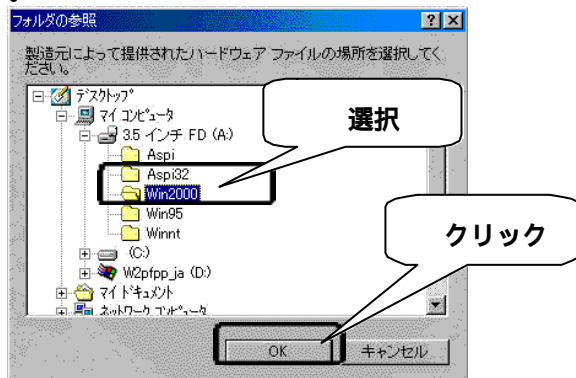 フォルダの参照
製造元によって提供されたハードウェア ファイルの場所を選択してく
ださい。
デスクトップ
マイ コンピュータ
3.5 インチ FD (A:)
Aspi
Aspi32
Win2000
Win95
Winnt
(C:)
W2pfpp_ja (D:)
マイ ドキュメント
ネットワーク コンピュータ
選択
クリック
OK
キャンセル